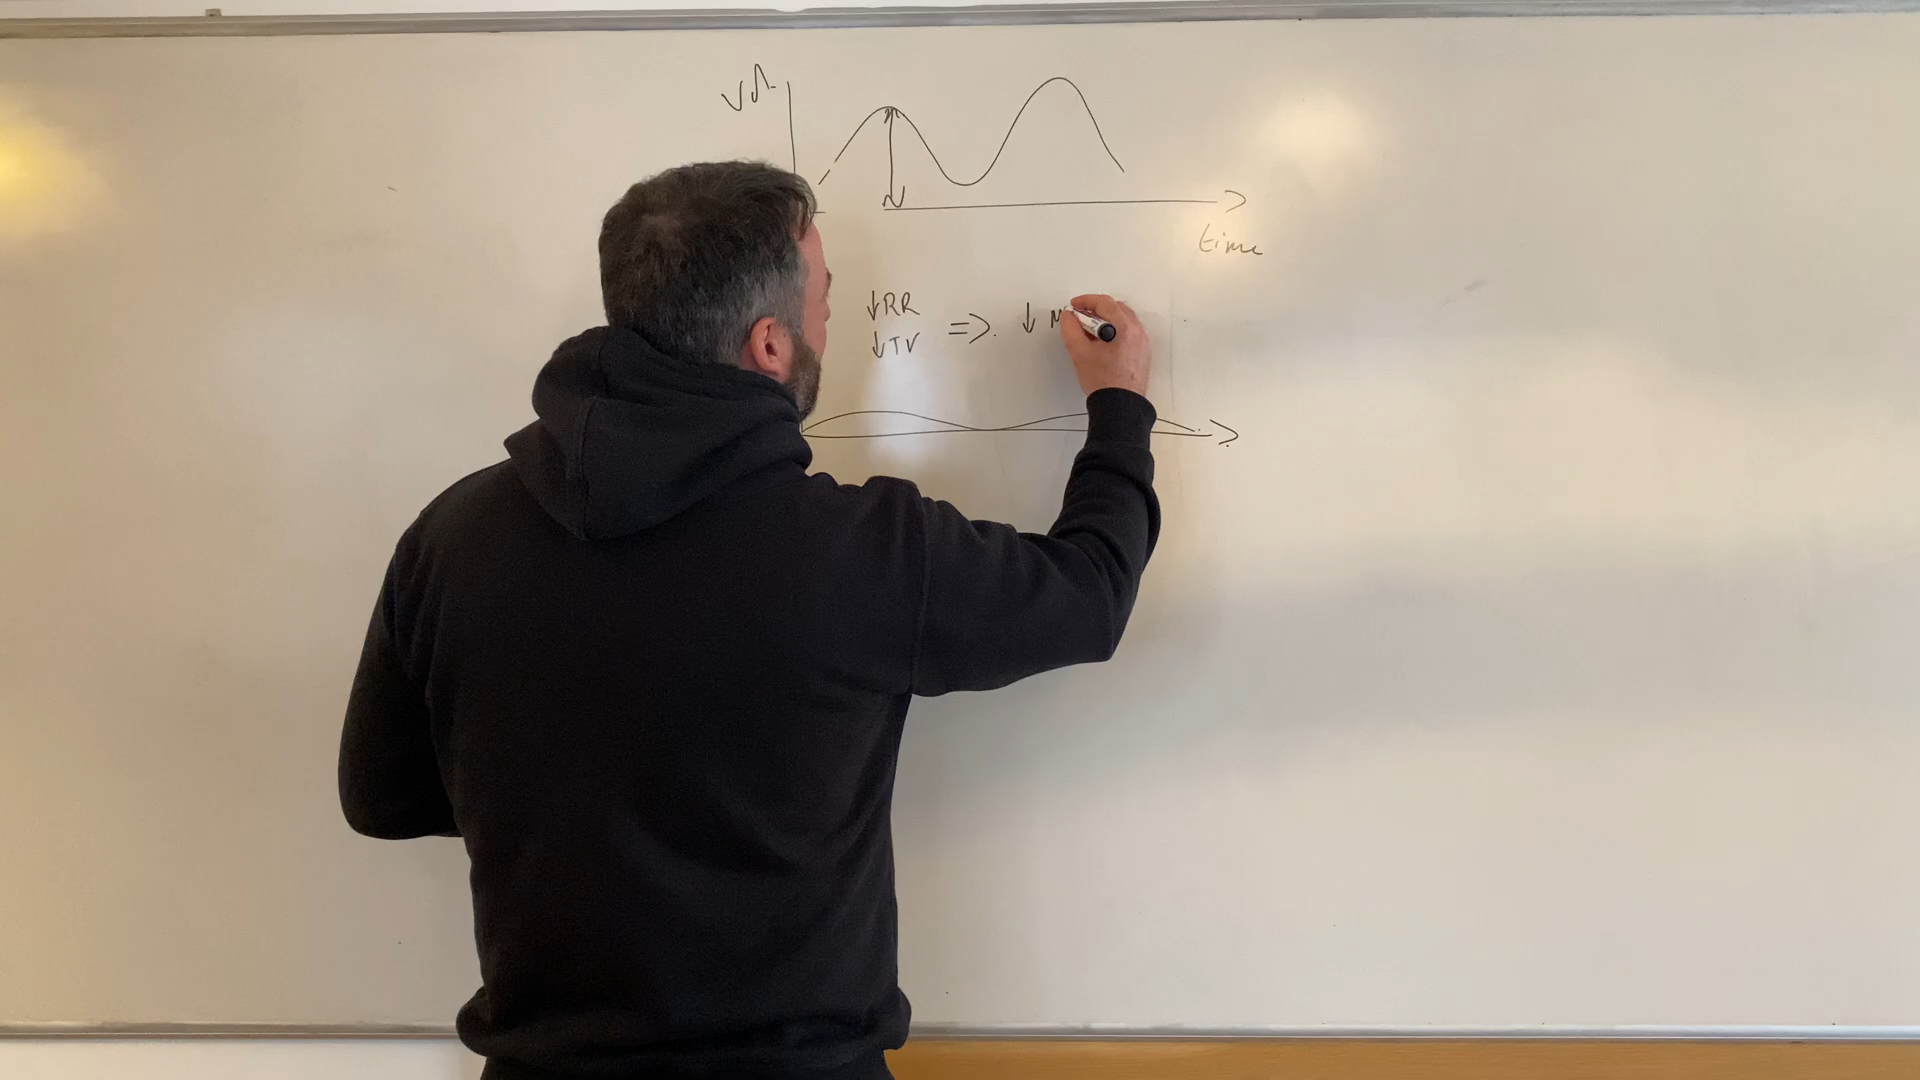 time
↓RR
↓TV => ↓ M